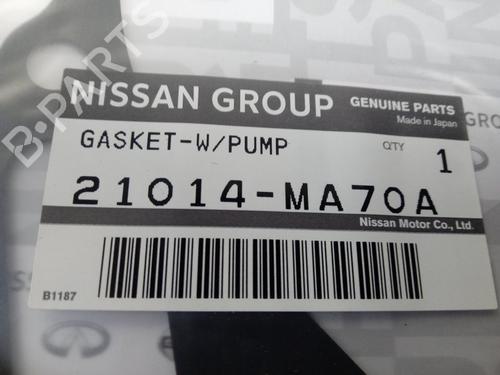 NISSAN GROUP
GENUINE PARTS
Made in Japan
GASKET-W/PUMP
QTY 1
21014-MA70A
Nissan Motor Co., Ltd.
B1187
B-PARTS